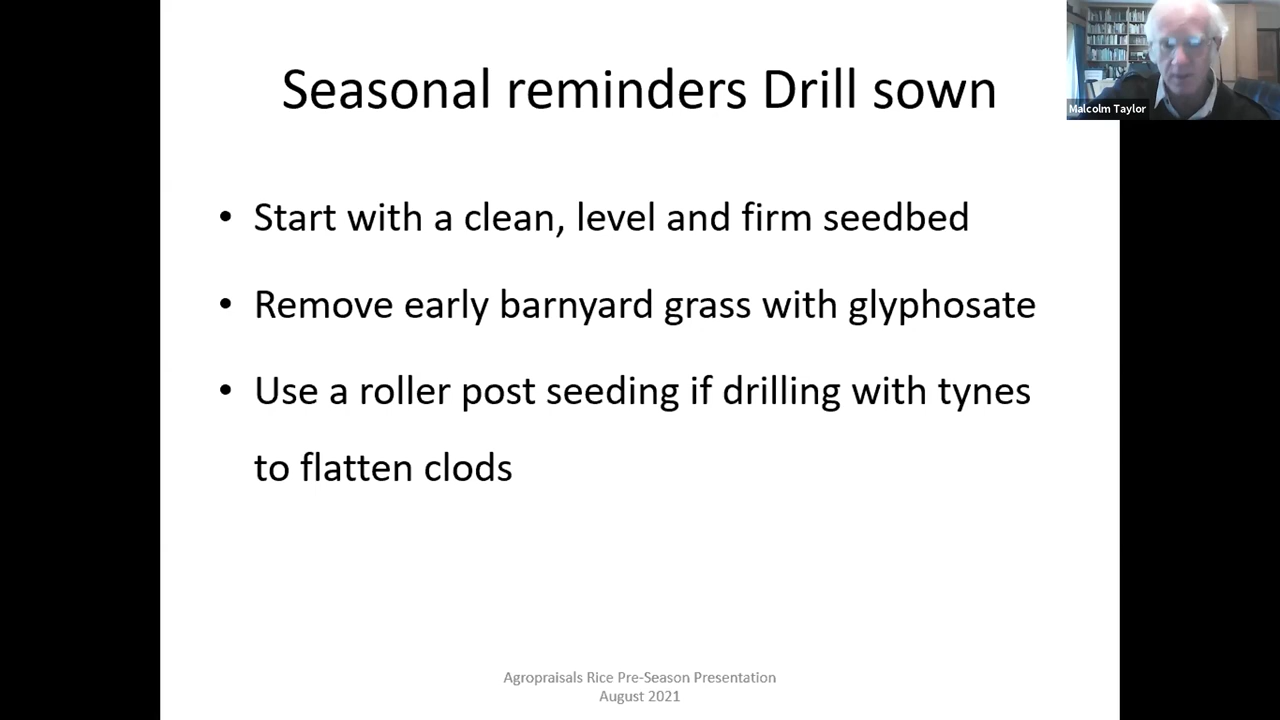 Seasonal reminders Drill sown
Malcolm Taylor
• Start with a clean, level and firm seedbed
• Remove early barnyard grass with glyphosate
• Use a roller post seeding if drilling with tynes
to flatten clods
Agropraisals Rice Pre-Season Presentation
August 2021